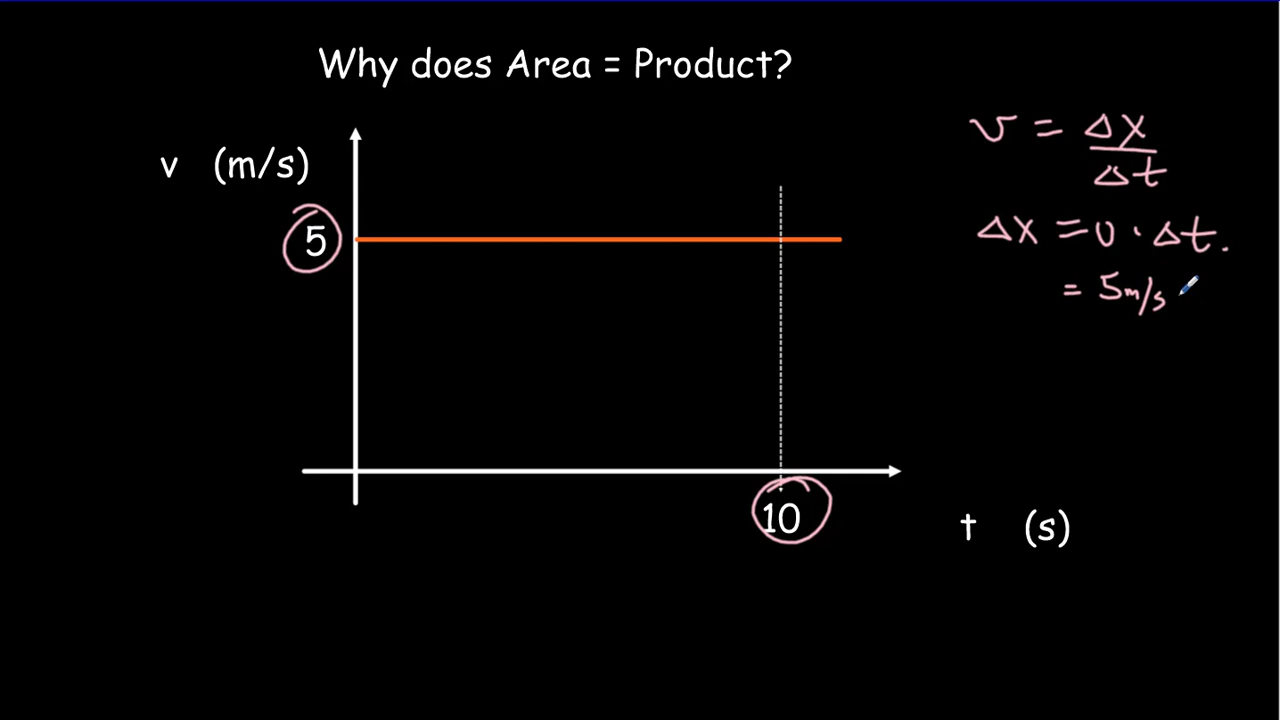 Why does Area = Product?
v (m/s)
5
10
t (s)
v = Δx
Δt
Δx = v · Δt.
= 5m/s